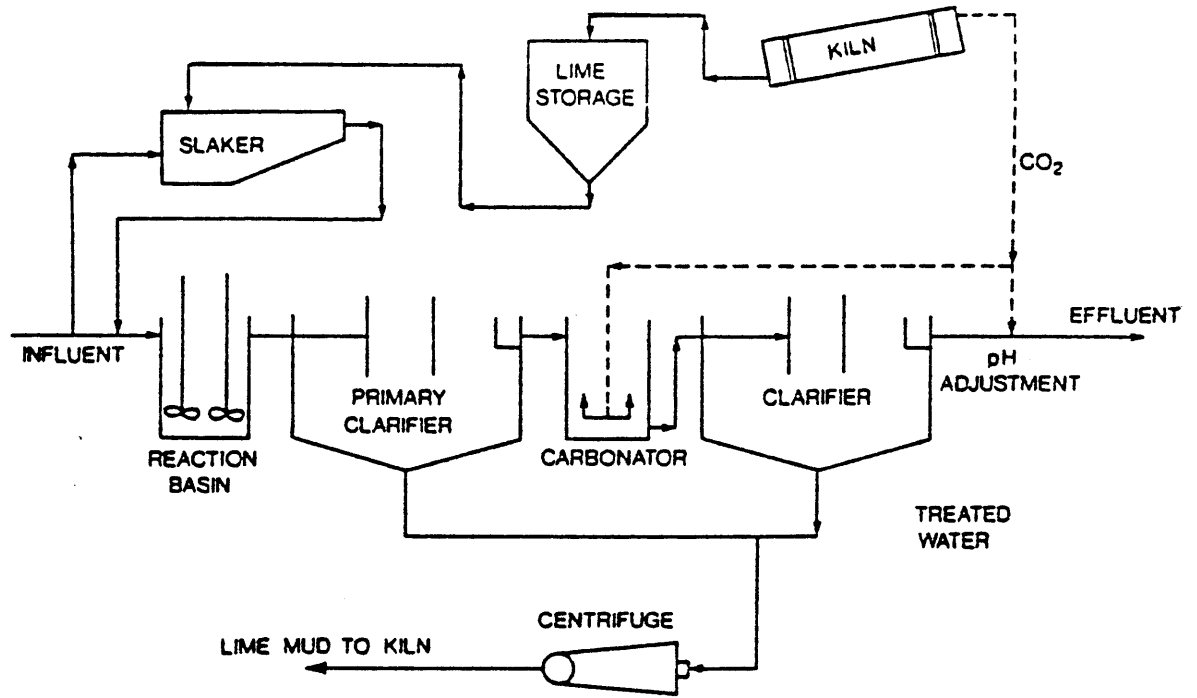 KILN
LIME
STORAGE
SLAKER
CO₂
INFLUENT
EFFLUENT
pH
ADJUSTMENT
PRIMARY
CLARIFIER
CLARIFIER
REACTION
BASIN
CARBONATOR
TREATED
WATER
CENTRIFUGE
LIME MUD TO KILN